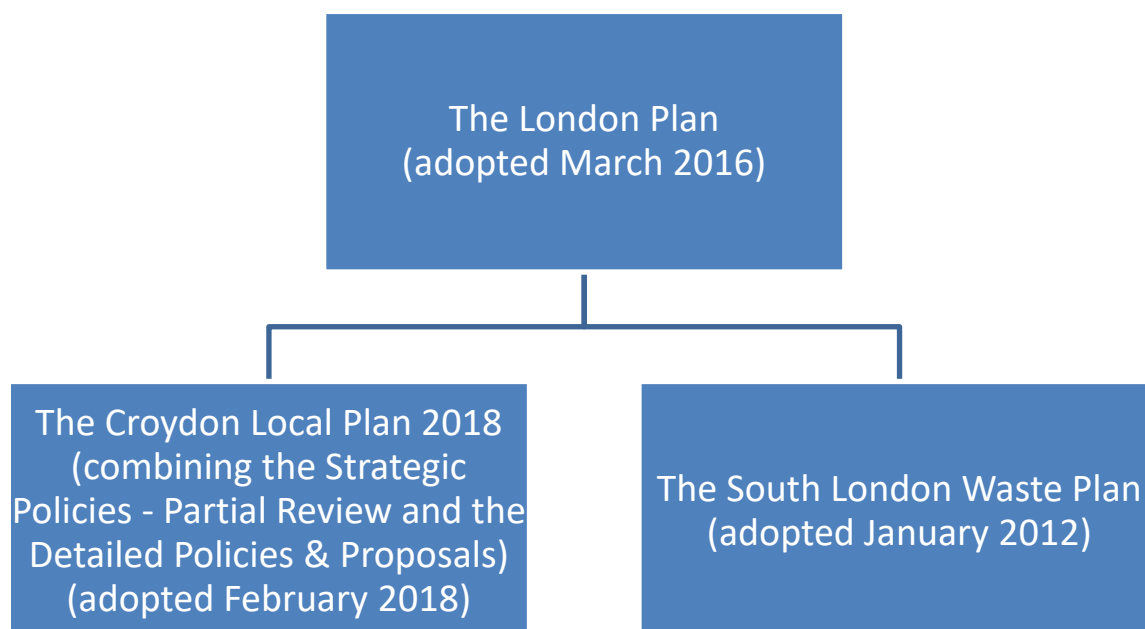 The London Plan
(adopted March 2016)
The Croydon Local Plan 2018
(combining the Strategic
Policies - Partial Review and the
Detailed Policies & Proposals)
(adopted February 2018)
The South London Waste Plan
(adopted January 2012)